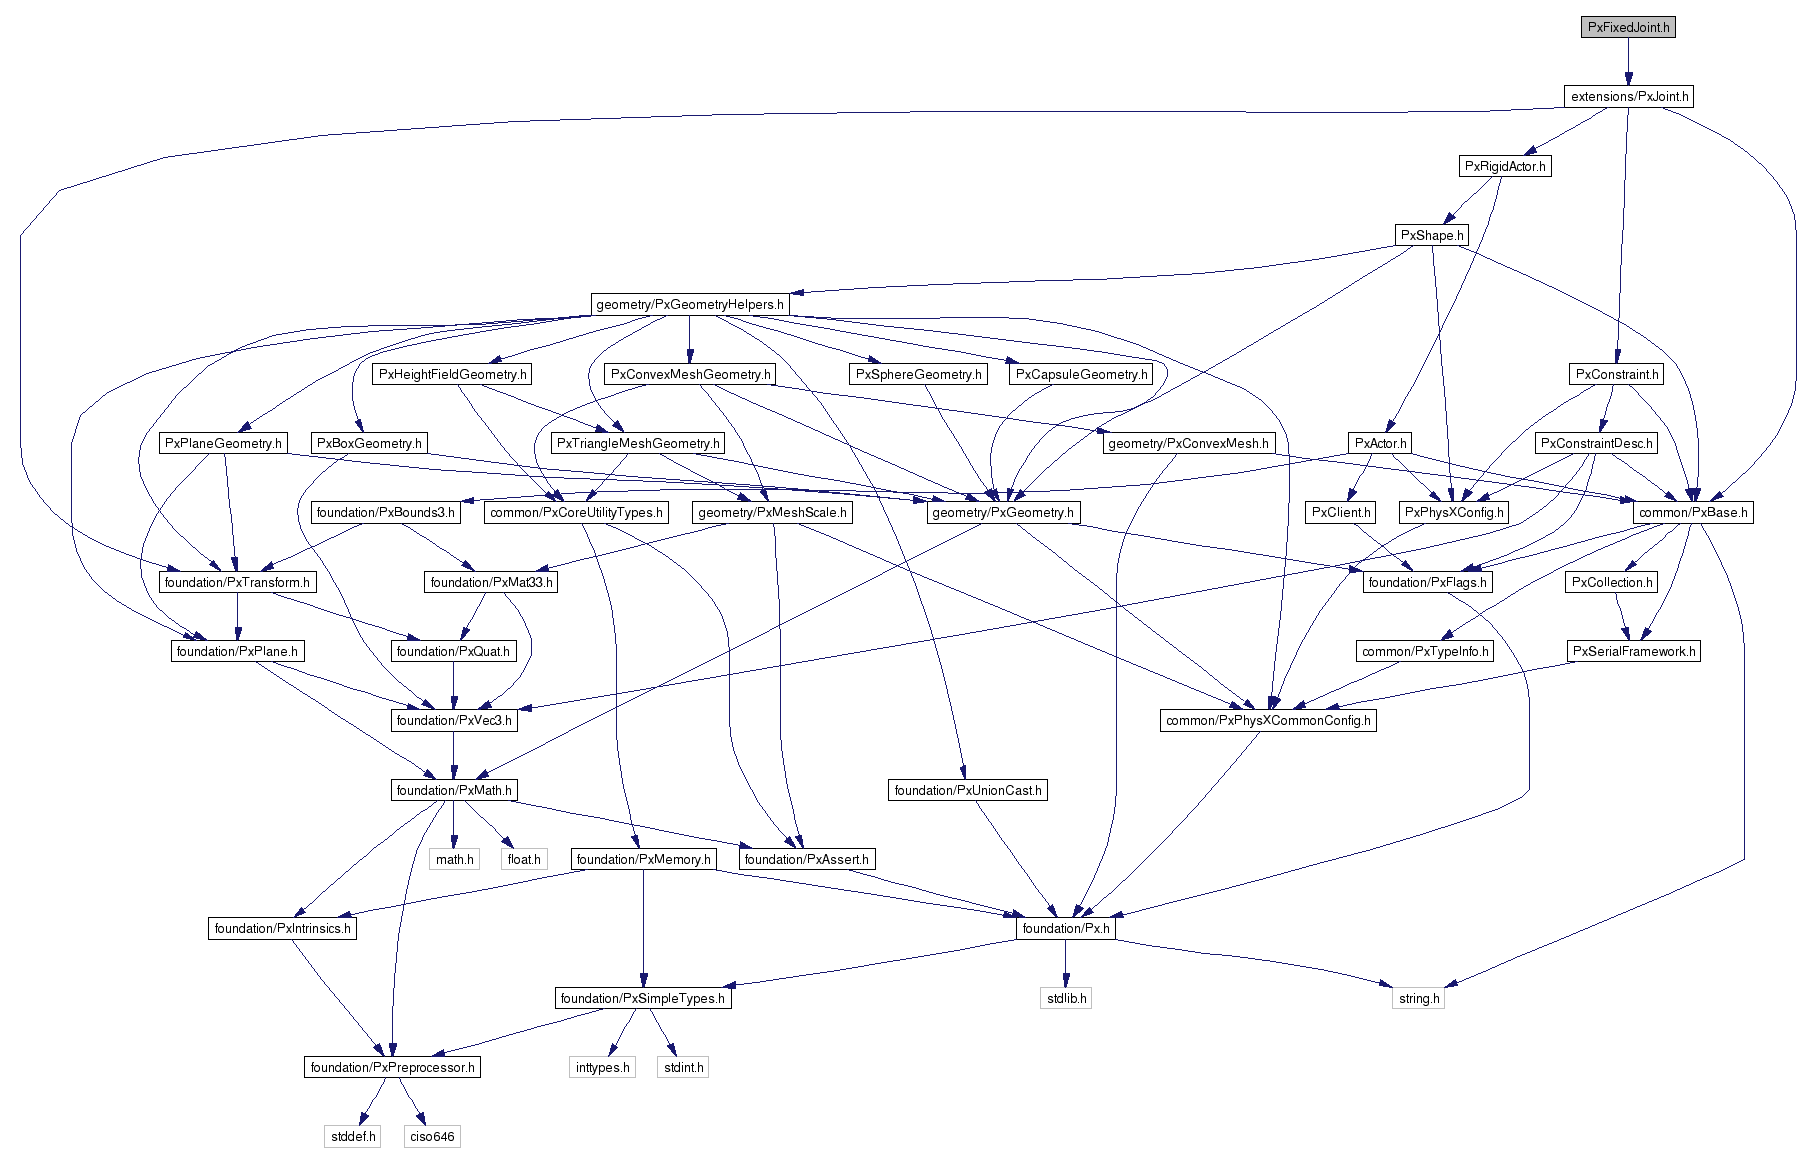 PxFixedJoint.h
extensions/PxJoint.h
PxRigidActor.h
PxShape.h
geometry/PxGeometryHelpers.h
PxHeightFieldGeometry.h
PxConvexMeshGeometry.h
PxSphereGeometry.h
PxCapsuleGeometry.h
PxConstraint.h
PxPlaneGeometry.h
PxBoxGeometry.h
PxTriangleMeshGeometry.h
geometry/PxConvexMesh.h
PxActor.h
PxConstraintDesc.h
foundation/PxBounds3.h
common/PxCoreUtilityTypes.h
geometry/PxMeshScale.h
geometry/PxGeometry.h
PxClient.h
PxPhysXConfig.h
common/PxBase.h
foundation/PxTransform.h
foundation/PxMat33.h
foundation/PxFlags.h
PxCollection.h
foundation/PxPlane.h
foundation/PxQuat.h
common/PxTypeInfo.h
PxSerialFramework.h
foundation/PxVec3.h
common/PxPhysXCommonConfig.h
foundation/PxMath.h
foundation/PxUnionCast.h
math.h
float.h
foundation/PxMemory.h
foundation/PxAssert.h
foundation/PxIntrinsics.h
foundation/Px.h
foundation/PxSimpleTypes.h
stdlib.h
string.h
foundation/PxPreprocessor.h
inttypes.h
stdint.h
stddef.h
ciso646